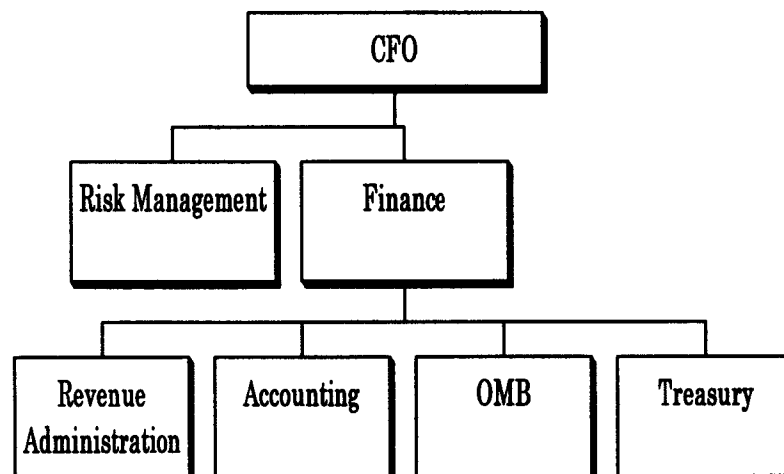 CFO
Risk Management
Finance
Revenue
Administration
Accounting
OMB
Treasury